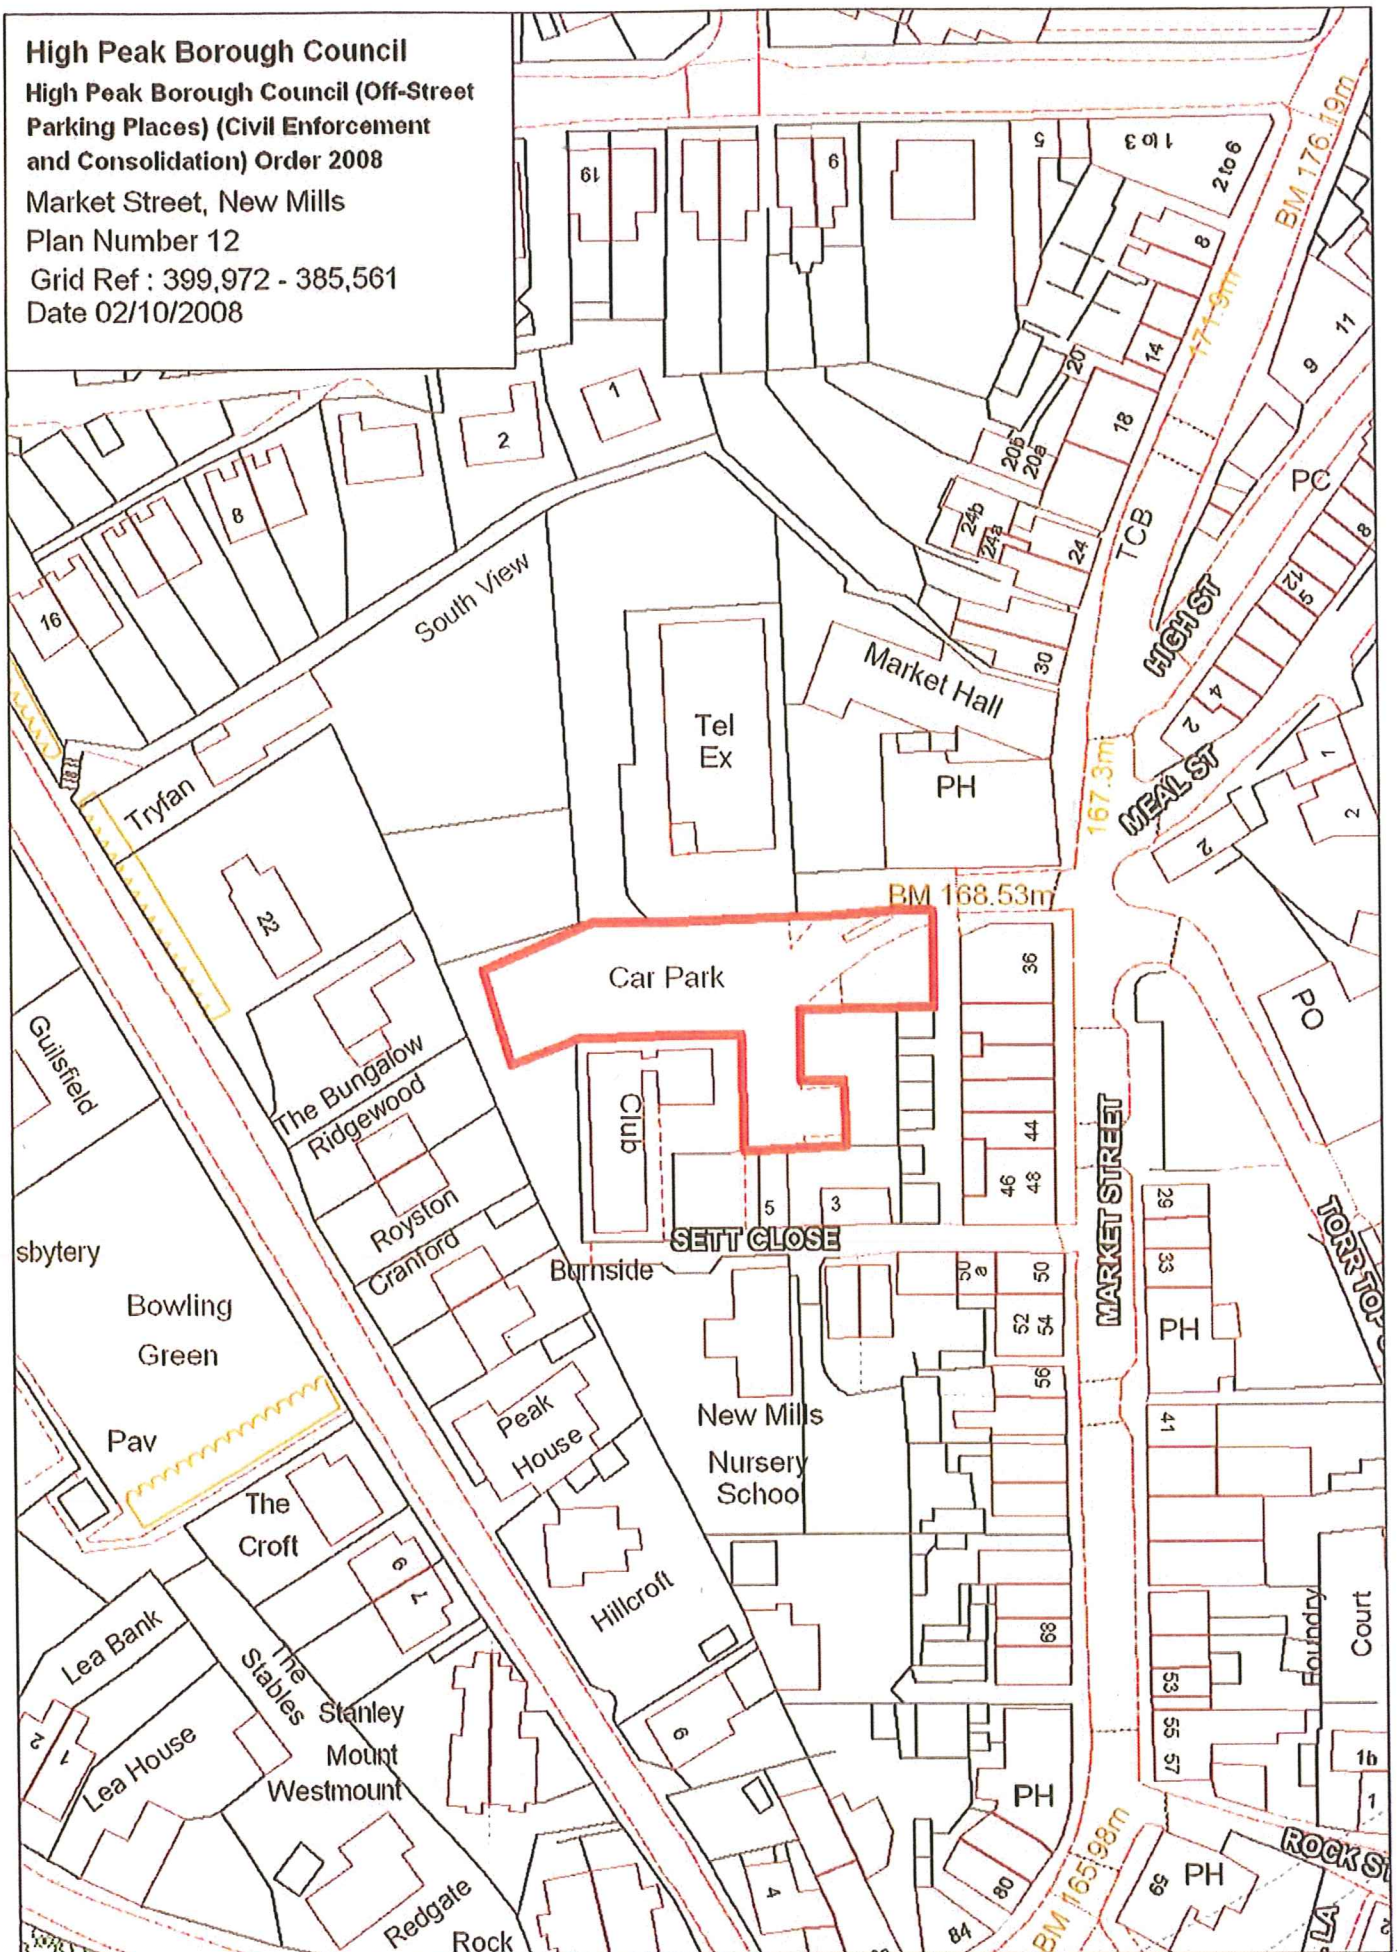 High Peak Borough Council
High Peak Borough Council (Off-Street
Parking Places) (Civil Enforcement
and Consolidation) Order 2008
Market Street, New Mills
Plan Number 12
Grid Ref : 399,972 - 385,561
Date 02/10/2008
19
9
5
1 to 3
2 to 6
BM 176.19m
8
171.9m
14
20
18
9
11
1
2
8
16
20b
20a
24b
24a
24
TCB
PC
8
12
5
HIGH ST
4
2
South View
30
Market Hall
Tel
Ex
PH
167.3m
MEAL ST
1
2
2
Tryfan
22
BM 168.53m
Car Park
36
PO
Guilsfield
The Bungalow
Ridgewood
Club
44
46
48
MARKET STREET
Royston
Cranford
5
3
29
SETT CLOSE
33
TORR TOP
sbytery
Burnside
50
a
50
52
54
PH
Bowling
Green
56
41
Peak
House
New Mills
Nursery
School
Pav
The
Croft
6
7
Hillcroft
68
Foundry
Court
53
Lea Bank
The
Stables
Stanley
Mount
Westmount
2
1
Lea House
9
55
57
1b
1
PH
ROCK S
BM 165.98m
59
PH
4
80
84
Redgate
Rock
LA